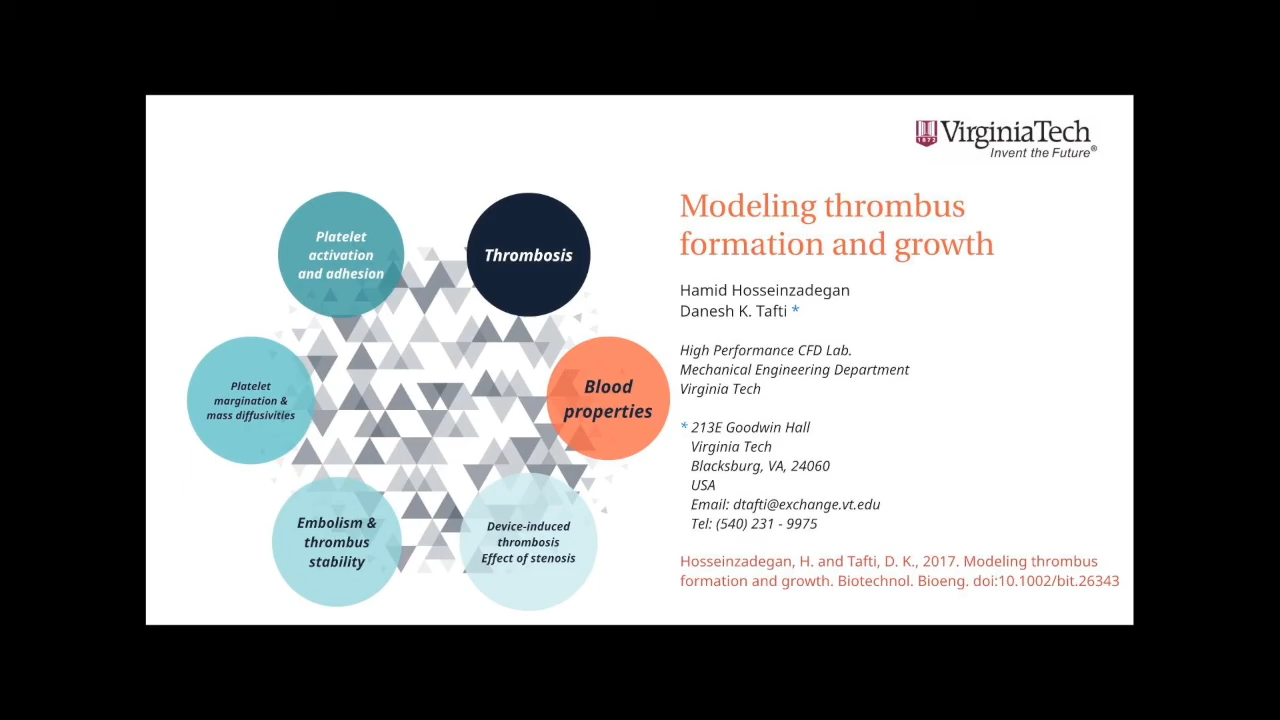 VirginiaTech
1872
Invent the Future®
Platelet
activation
and adhesion
Thrombosis
Blood
properties
Platelet
margination &
mass diffusivities
Embolism &
thrombus
stability
Device-induced
thrombosis
Effect of stenosis
Modeling thrombus
formation and growth
Hamid Hosseinzadegan
Danesh K. Tafti *
High Performance CFD Lab.
Mechanical Engineering Department
Virginia Tech
* 213E Goodwin Hall
Virginia Tech
Blacksburg, VA, 24060
USA
Email: dtafti@exchange.vt.edu
Tel: (540) 231 - 9975
Hosseinzadegan, H. and Tafti, D. K., 2017. Modeling thrombus
formation and growth. Biotechnol. Bioeng. doi:10.1002/bit.26343